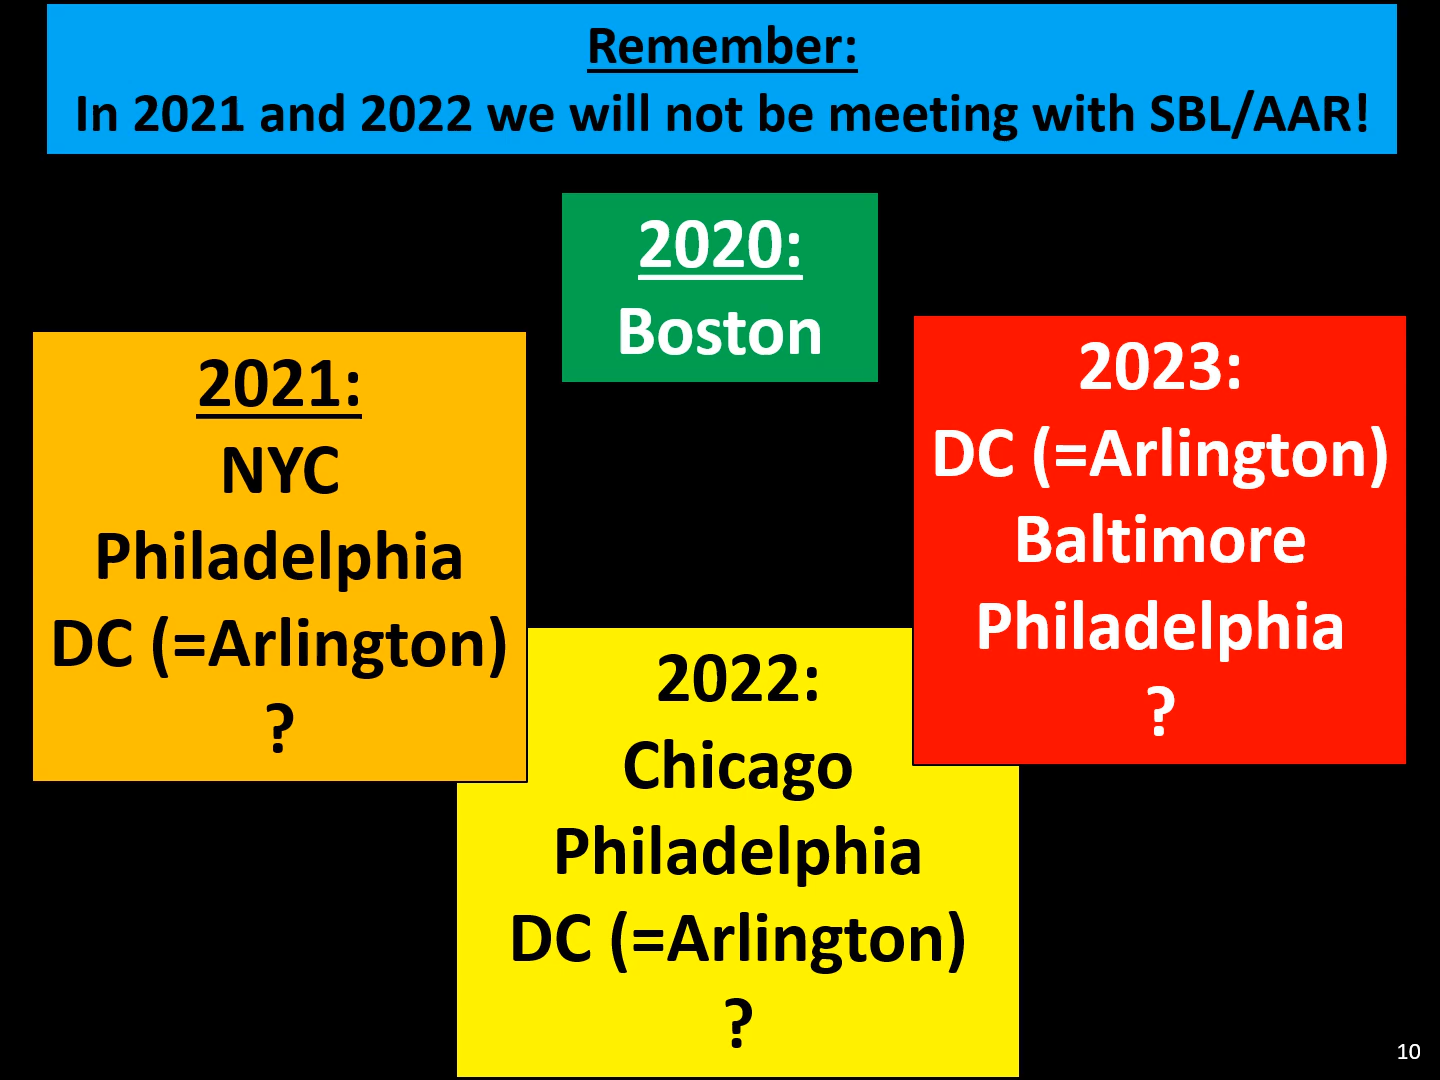 Remember:
In 2021 and 2022 we will not be meeting with SBL/AAR!
2020:
Boston
2021:
NYC
Philadelphia
DC (=Arlington)
?
2022:
Chicago
Philadelphia
DC (=Arlington)
?
2023:
DC (=Arlington)
Baltimore
Philadelphia
?
10